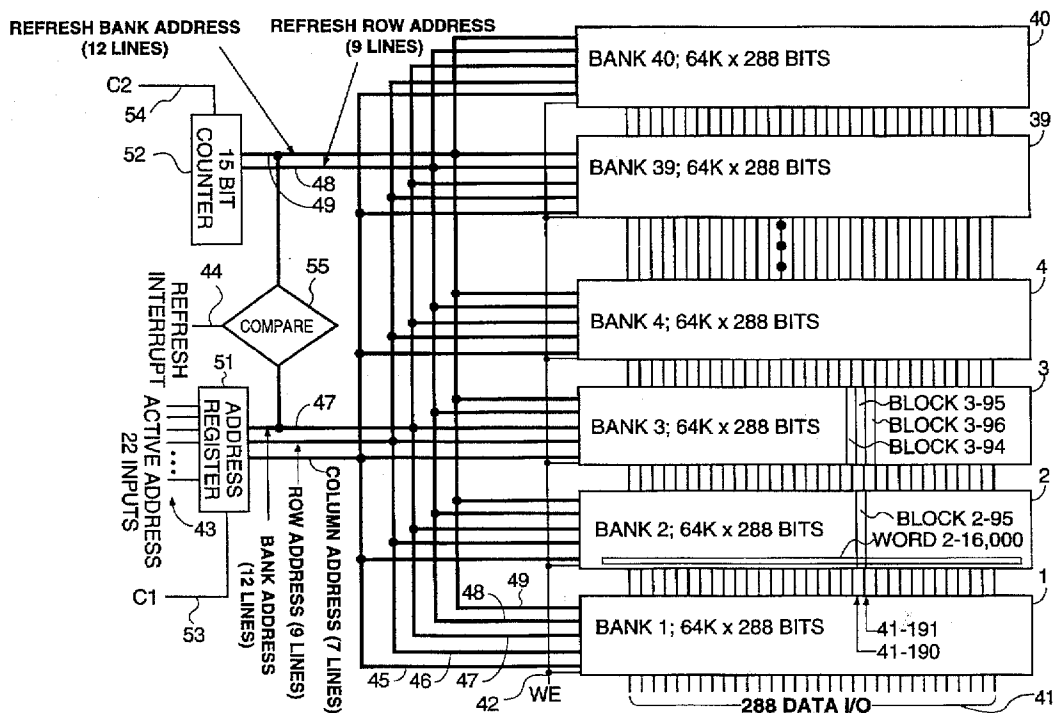 REFRESH BANK ADDRESS
(12 LINES)
REFRESH ROW ADDRESS
(9 LINES)
C2
54
52
15 BIT
COUNTER
48
49
44
55
REFRESH
INTERRUPT
COMPARE
51
ADDRESS
REGISTER
ACTIVE ADDRESS
22 INPUTS
43
47
C1
53
BANK ADDRESS
(12 LINES)
ROW ADDRESS (9 LINES)
COLUMN ADDRESS (7 LINES)
40
BANK 40; 64K x 288 BITS
39
BANK 39; 64K x 288 BITS
4
BANK 4; 64K x 288 BITS
3
BANK 3; 64K x 288 BITS
BLOCK 3-95
BLOCK 3-96
BLOCK 3-94
2
BANK 2; 64K x 288 BITS
BLOCK 2-95
WORD 2-16,000
1
BANK 1; 64K x 288 BITS
49
48
45
46
47
42
WE
41-191
41-190
288 DATA I/O
41